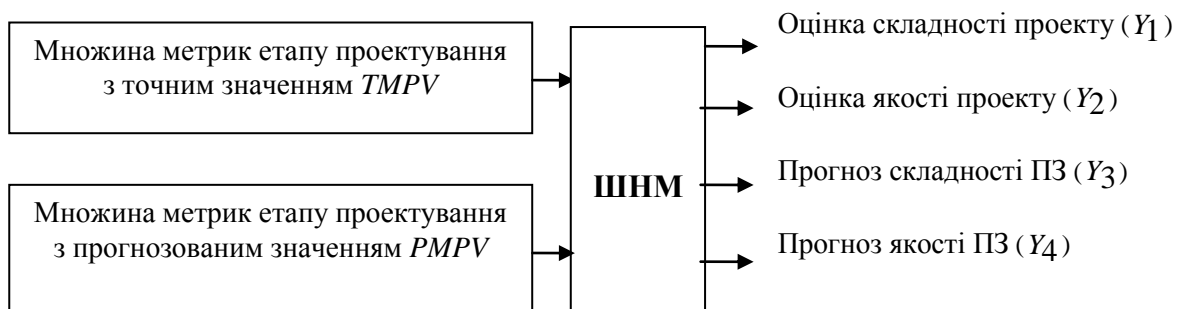 Множина метрик етапу проектування
з точним значенням TMPV
Множина метрик етапу проектування
з прогнозованим значенням PMPV
ШНМ
Оцінка складності проекту (Y1)
Оцінка якості проекту (Y2)
Прогноз складності ПЗ (Y3)
Прогноз якості ПЗ (Y4)